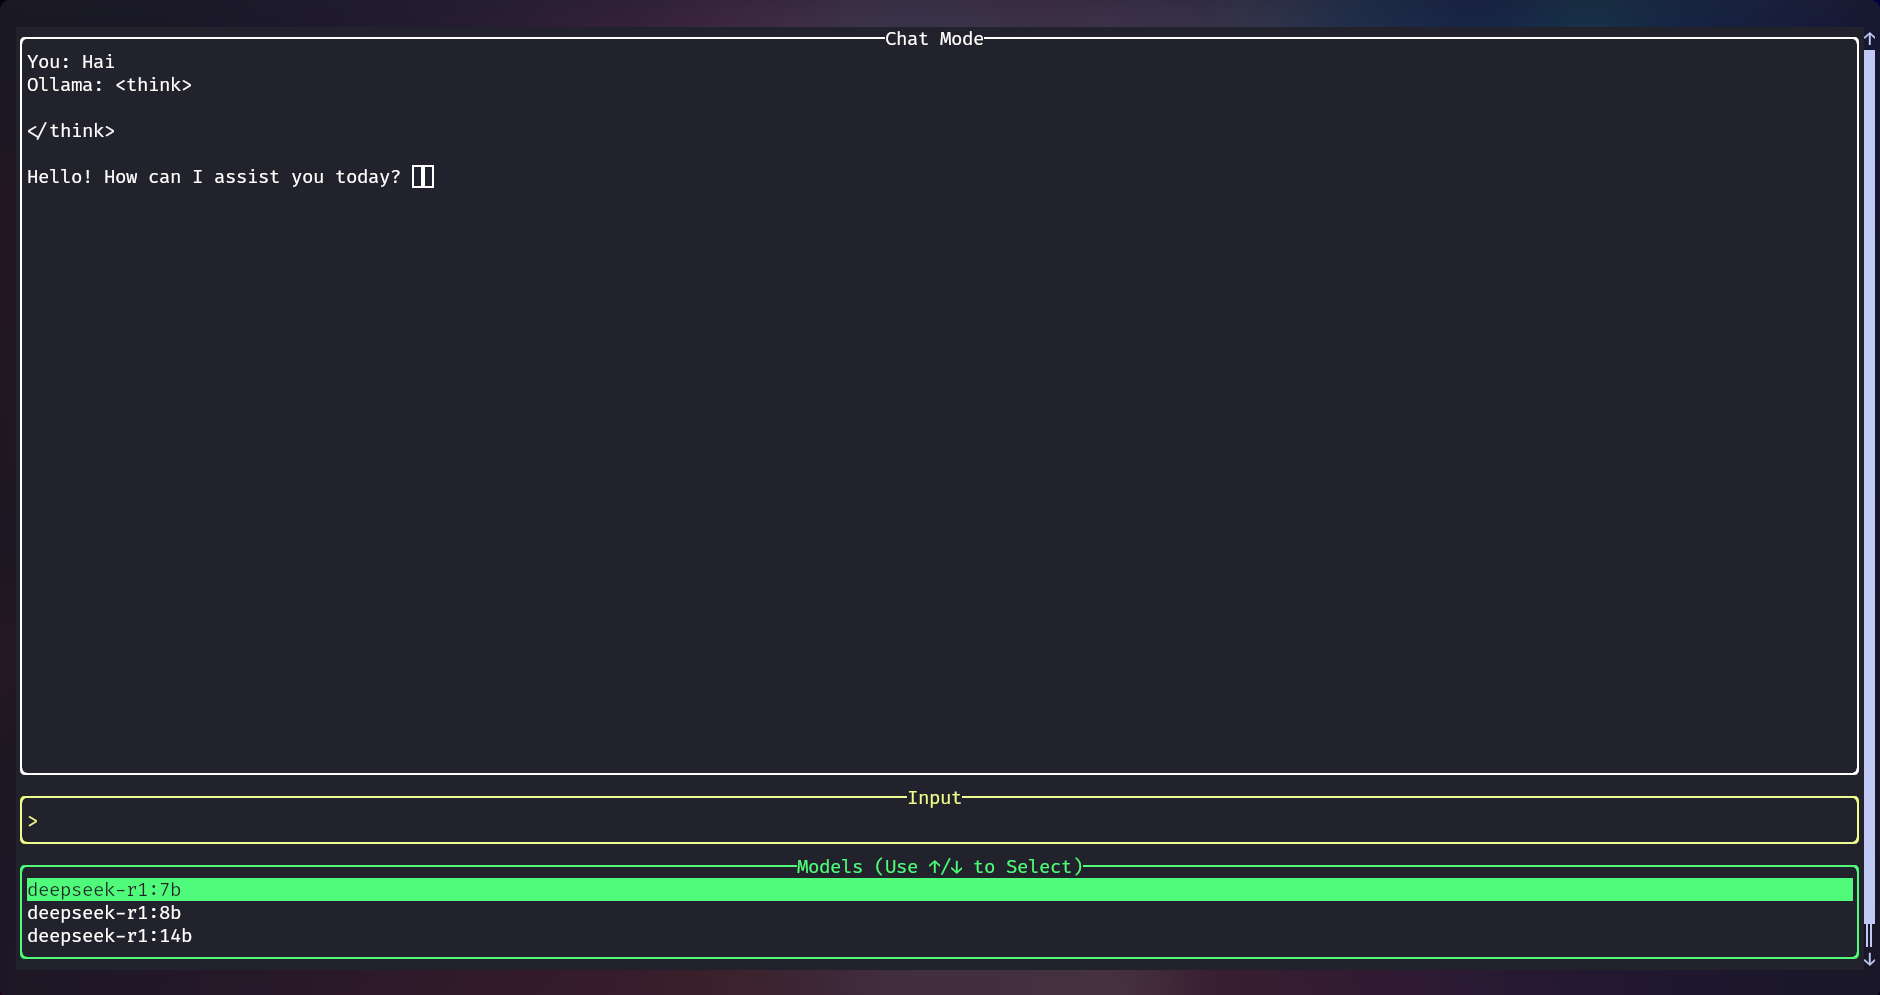 Chat Mode
You: Hai
Ollama: <think>
</think>
Hello! How can I assist you today?
Input
>
Models (Use ↑/↓ to Select)
deepseek-r1:7b
deepseek-r1:8b
deepseek-r1:14b